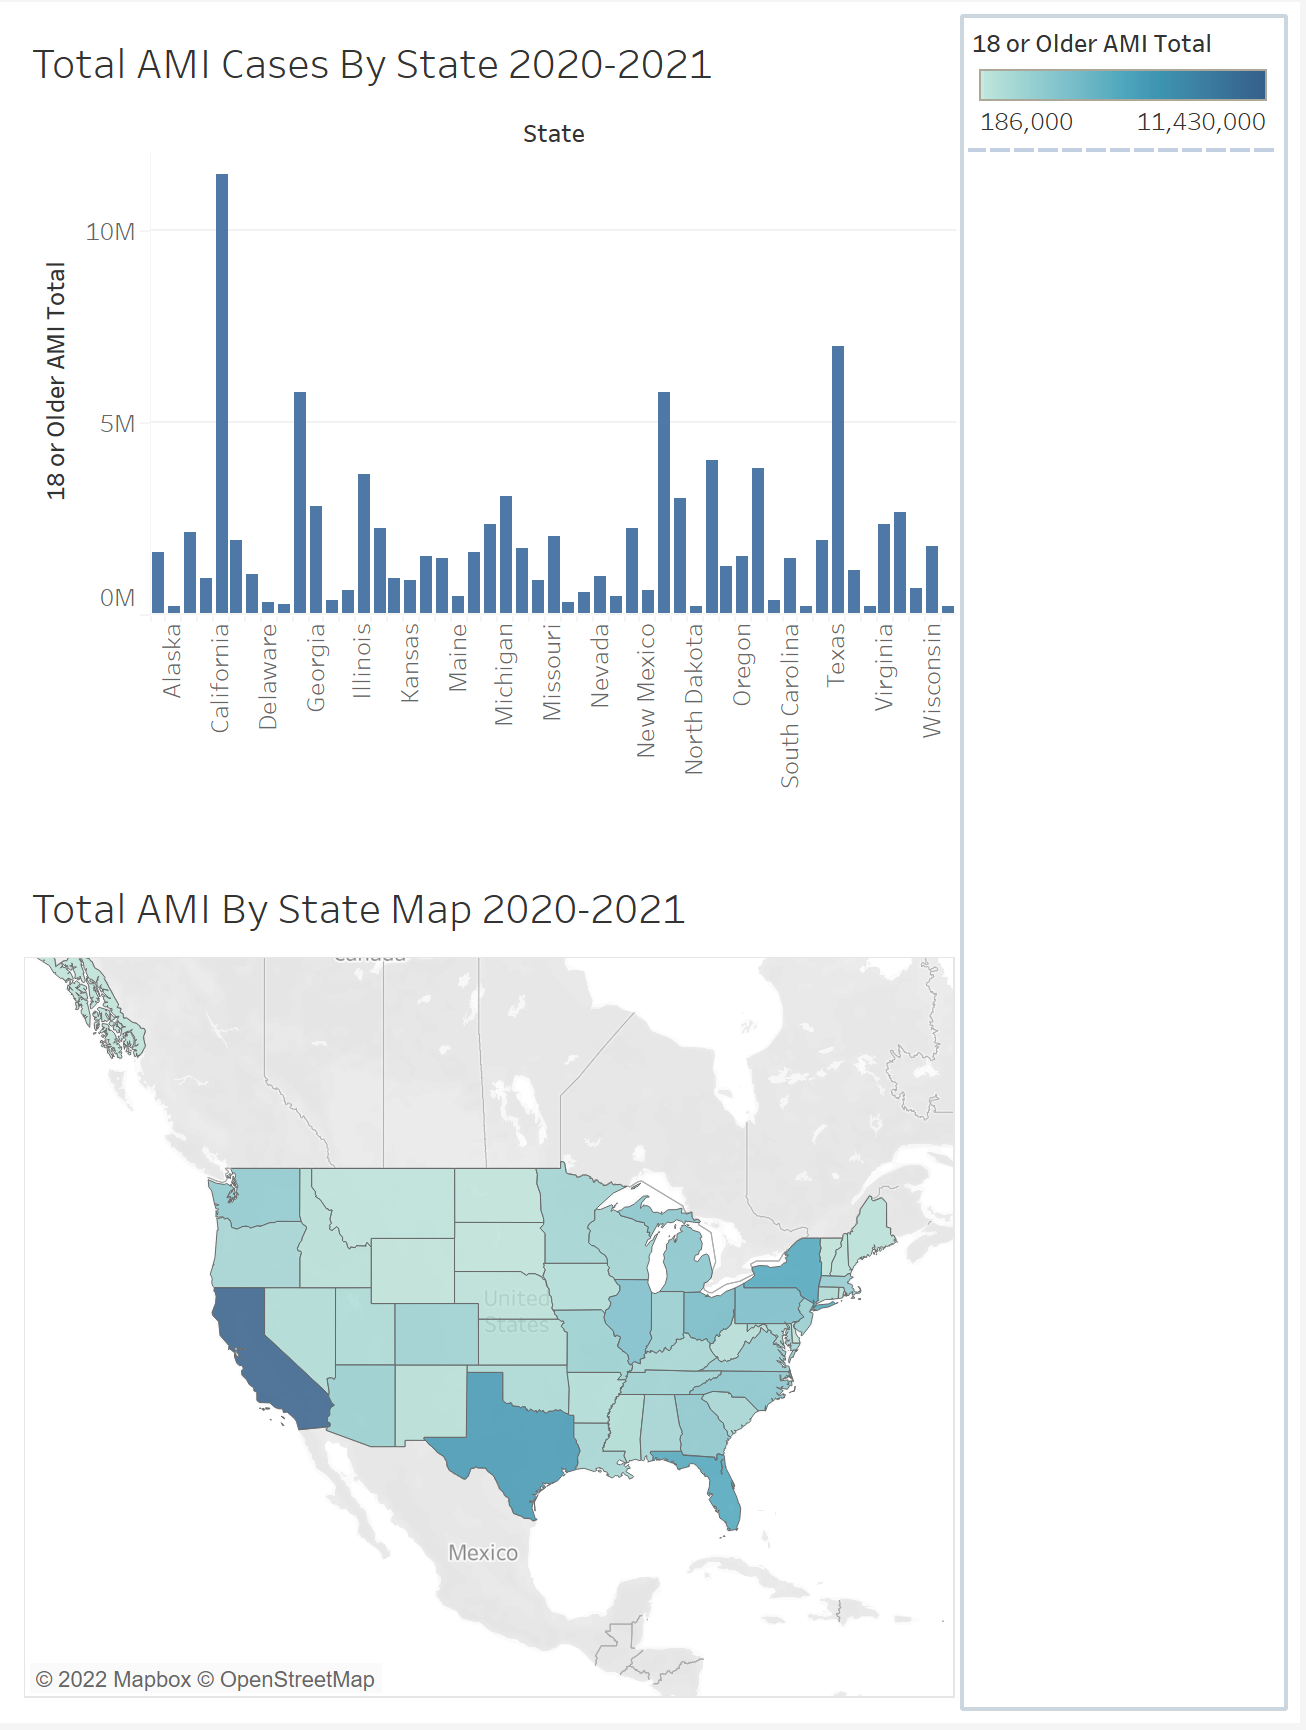 Total AMI Cases By State 2020-2021
State
18 or Older AMI Total
10M
5M
0M
Alaska
California
Delaware
Georgia
Illinois
Kansas
Maine
Michigan
Missouri
Nevada
New Mexico
North Dakota
Oregon
South Carolina
Texas
Virginia
Wisconsin
18 or Older AMI Total
186,000 11,430,000
Total AMI By State Map 2020-2021
Canada
United
States
Mexico
© 2022 Mapbox © OpenStreetMap